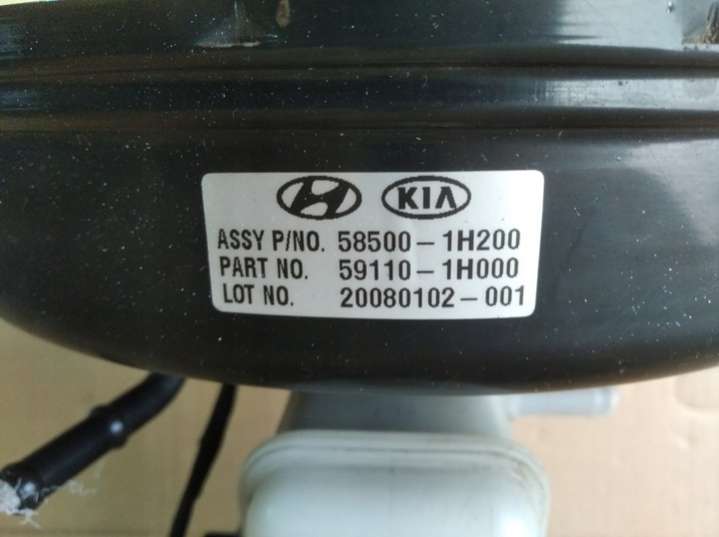 KIA
ASSY P/NO. 58500-1H200
PART NO. 59110-1H000
LOT NO. 20080102-001